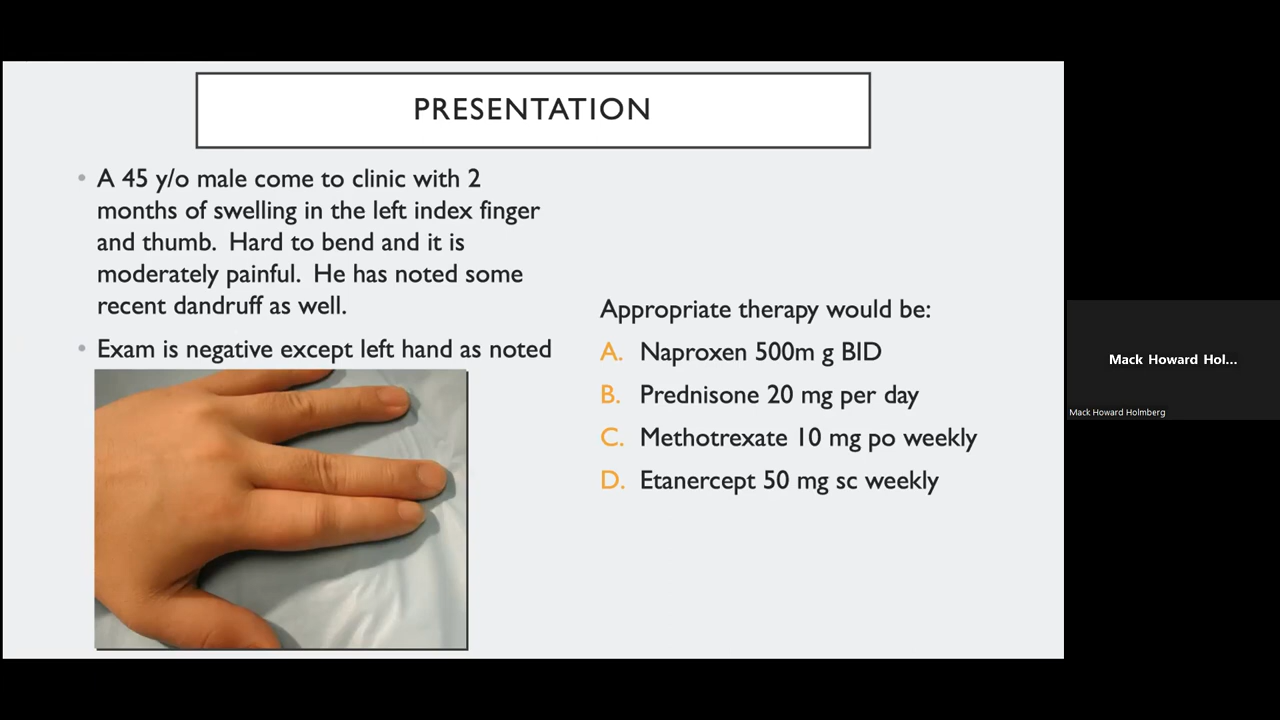 PRESENTATION
• A 45 y/o male come to clinic with 2
months of swelling in the left index finger
and thumb. Hard to bend and it is
moderately painful. He has noted some
recent dandruff as well.
• Exam is negative except left hand as noted
Appropriate therapy would be:
A. Naproxen 500m g BID
B. Prednisone 20 mg per day
C. Methotrexate 10 mg po weekly
D. Etanercept 50 mg sc weekly
Mack Howard Hol...
Mack Howard Holmberg